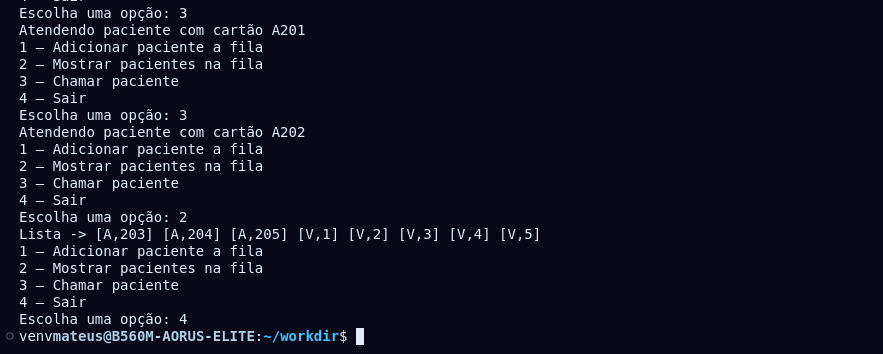 Escolha uma opção: 3
Atendendo paciente com cartão A201
1 – Adicionar paciente a fila
2 – Mostrar pacientes na fila
3 – Chamar paciente
4 – Sair
Escolha uma opção: 3
Atendendo paciente com cartão A202
1 – Adicionar paciente a fila
2 – Mostrar pacientes na fila
3 – Chamar paciente
4 – Sair
Escolha uma opção: 2
Lista -> [A,203] [A,204] [A,205] [V,1] [V,2] [V,3] [V,4] [V,5]
1 – Adicionar paciente a fila
2 – Mostrar pacientes na fila
3 – Chamar paciente
4 – Sair
Escolha uma opção: 4
venvmateus@B560M-AORUS-ELITE:~/workdir$